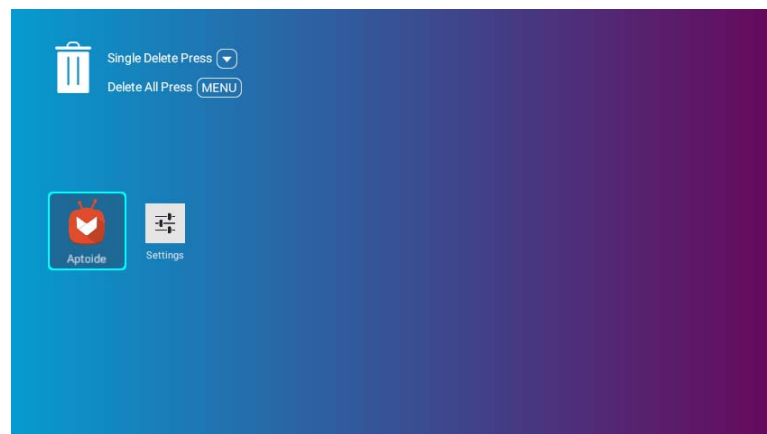 Single Delete Press
Delete All Press MENU
Aptoide
Settings